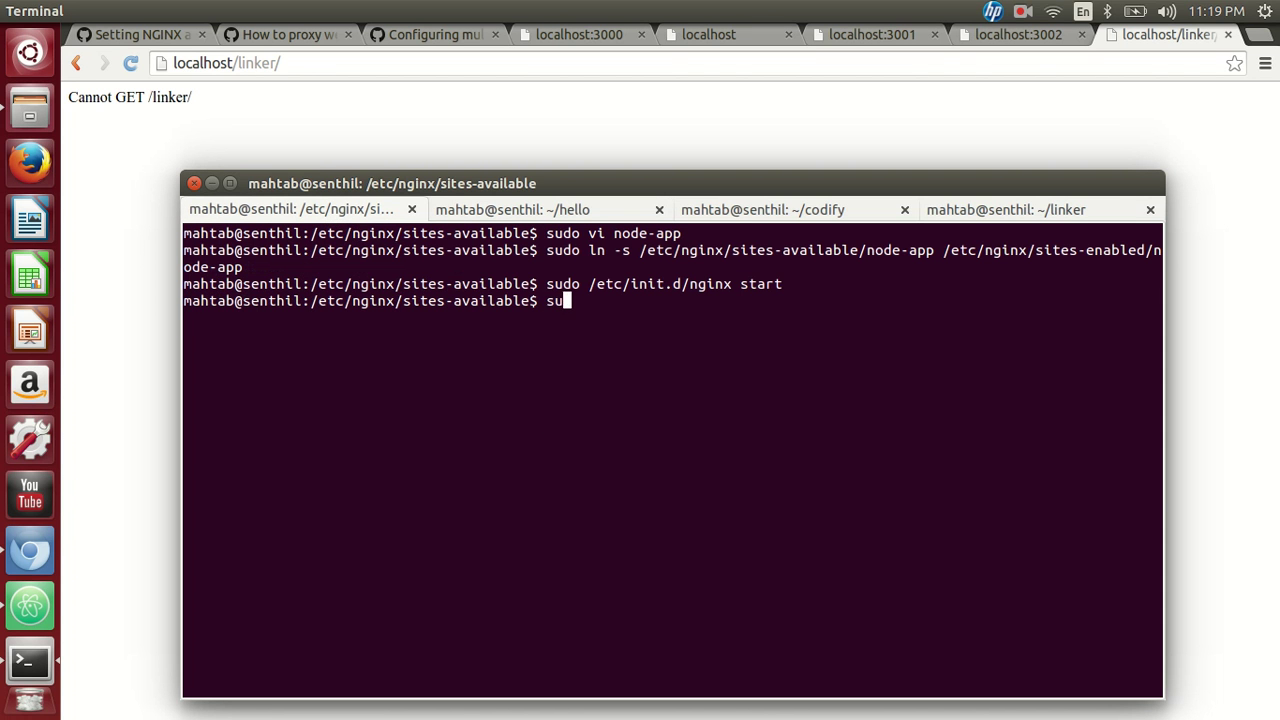 Terminal
En
11:19 PM
Setting NGINX a
How to proxy we
Configuring mul
localhost:3000
localhost
localhost:3001
localhost:3002
localhost/linker/
localhost/linker/
Cannot GET /linker/
mahtab@senthil: /etc/nginx/sites-available
mahtab@senthil: /etc/nginx/si...
mahtab@senthil: ~/hello
mahtab@senthil: ~/codify
mahtab@senthil: ~/linker
mahtab@senthil:/etc/nginx/sites-available$ sudo vi node-app
mahtab@senthil:/etc/nginx/sites-available$ sudo ln -s /etc/nginx/sites-available/node-app /etc/nginx/sites-enabled/n
ode-app
mahtab@senthil:/etc/nginx/sites-available$ sudo /etc/init.d/nginx start
mahtab@senthil:/etc/nginx/sites-available$ su
a
You
Tube
>_